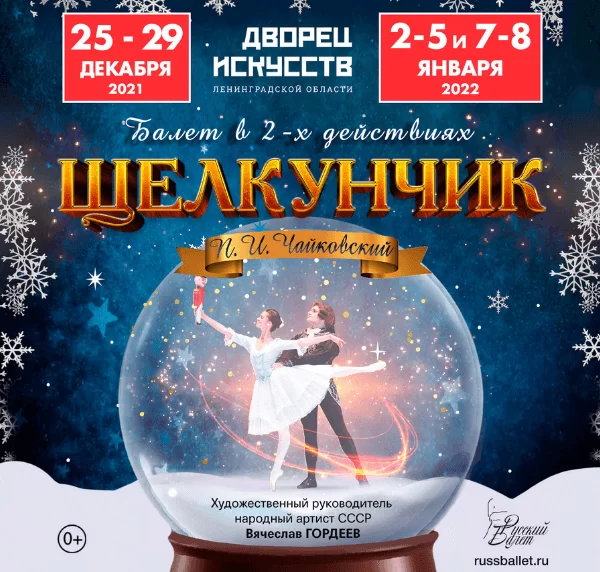 25 - 29
ДЕКАБРЯ
2021
ДВОРЕЦ
ИСКУССТВ
ЛЕНИНГРАДСКОЙ ОБЛАСТИ
2-5 и 7-8
ЯНВАРЯ
2022
Балет в 2-х действиях
ЩЕЛКУНЧИК
П. И. Чайковский
Художественный руководитель
народный артист СССР
Вячеслав ГОРДЕЕВ
0+
Русский
Балет
russballet.ru